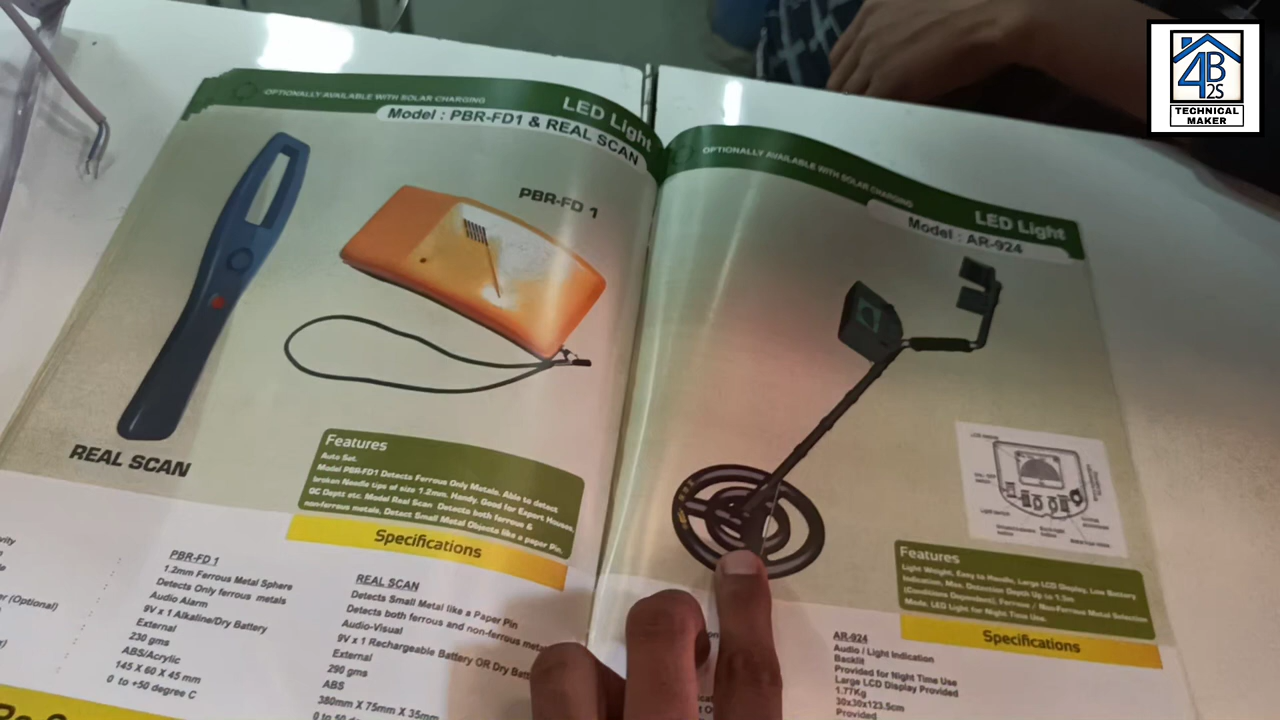 OPTIONALLY AVAILABLE WITH SOLAR CHARGING
LED Light
Model : PBR-FD1 & REAL SCAN
PBR-FD 1
REAL SCAN
Features
Auto Set.
Model PBR-FD1 Detects Ferrous Only Metals. Able to detect
broken Needle tips of size 1.2mm. Handy. Good for Export Houses,
QC Deptt etc. Model Real Scan Detects both ferrous &
non-ferrous metals, Detect Small Metal Objects like a paper Pin.
Specifications
PBR-FD 1
1.2mm Ferrous Metal Sphere
Detects Only ferrous metals
Audio Alarm
9V x 1 Alkaline/Dry Battery
External
230 gms
ABS/Acrylic
145 X 60 X 45 mm
0 to +50 degree C
(Optional)
REAL SCAN
Detects Small Metal like a Paper Pin
Detects both ferrous and non-ferrous
Audio-Visual
9V x 1 Rechargeable Battery OR Dry
External
290 gms
ABS
380mm X 75mm X 35mm
OPTIONALLY AVAILABLE WITH SOLAR CHARGING
LED Light
Model : AR-924
Features
Light Weight, Easy to Handle, Large LCD Display, Low Battery
Indication, Max. Detection Depth Up to 1.5m.
(Conditions Dependent), Ferrous / Non-Ferrous Metal Selection
Mode, LED Light for Night Time Use.
Specifications
AR-924
Audio / Light Indication
Backlit
Provided for Night Time Use
Large LCD Display Provided
1.77Kg
30x30x123.5cm
Provided
4B
2S
TECHNICAL
MAKER